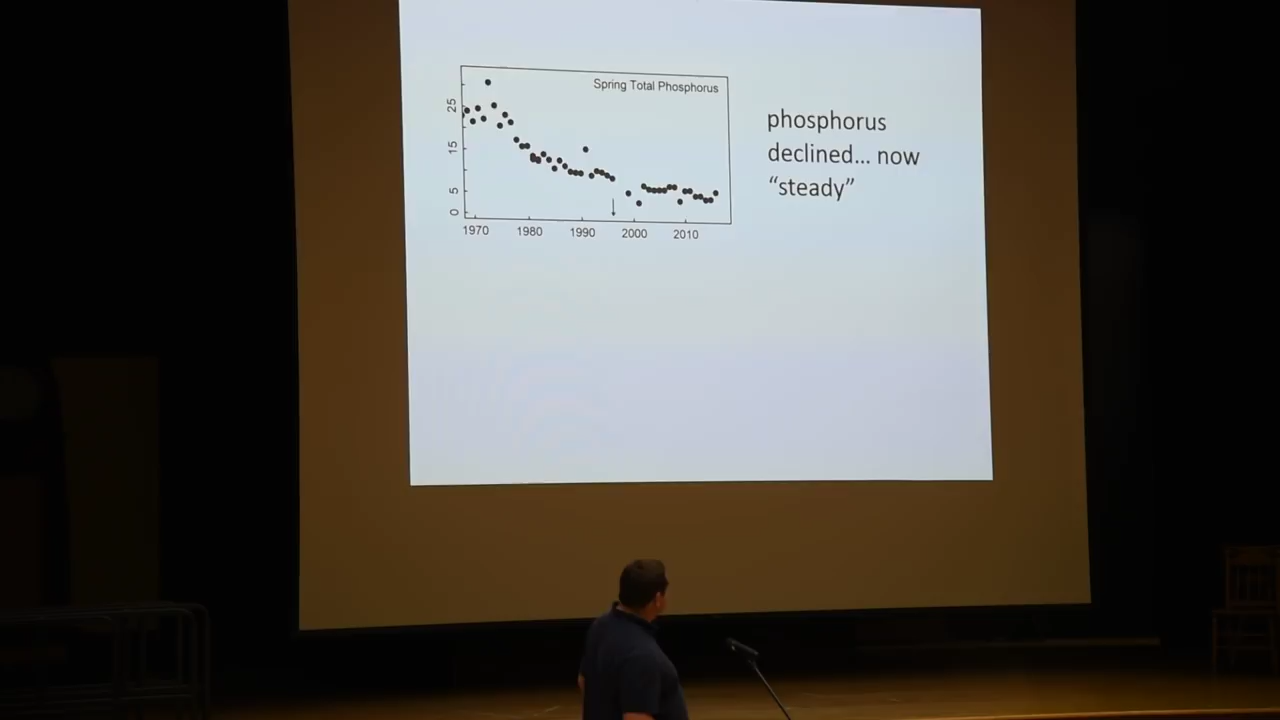 Spring Total Phosphorus
25
15
5
0
1970 1980 1990 2000 2010
phosphorus
declined... now
“steady”